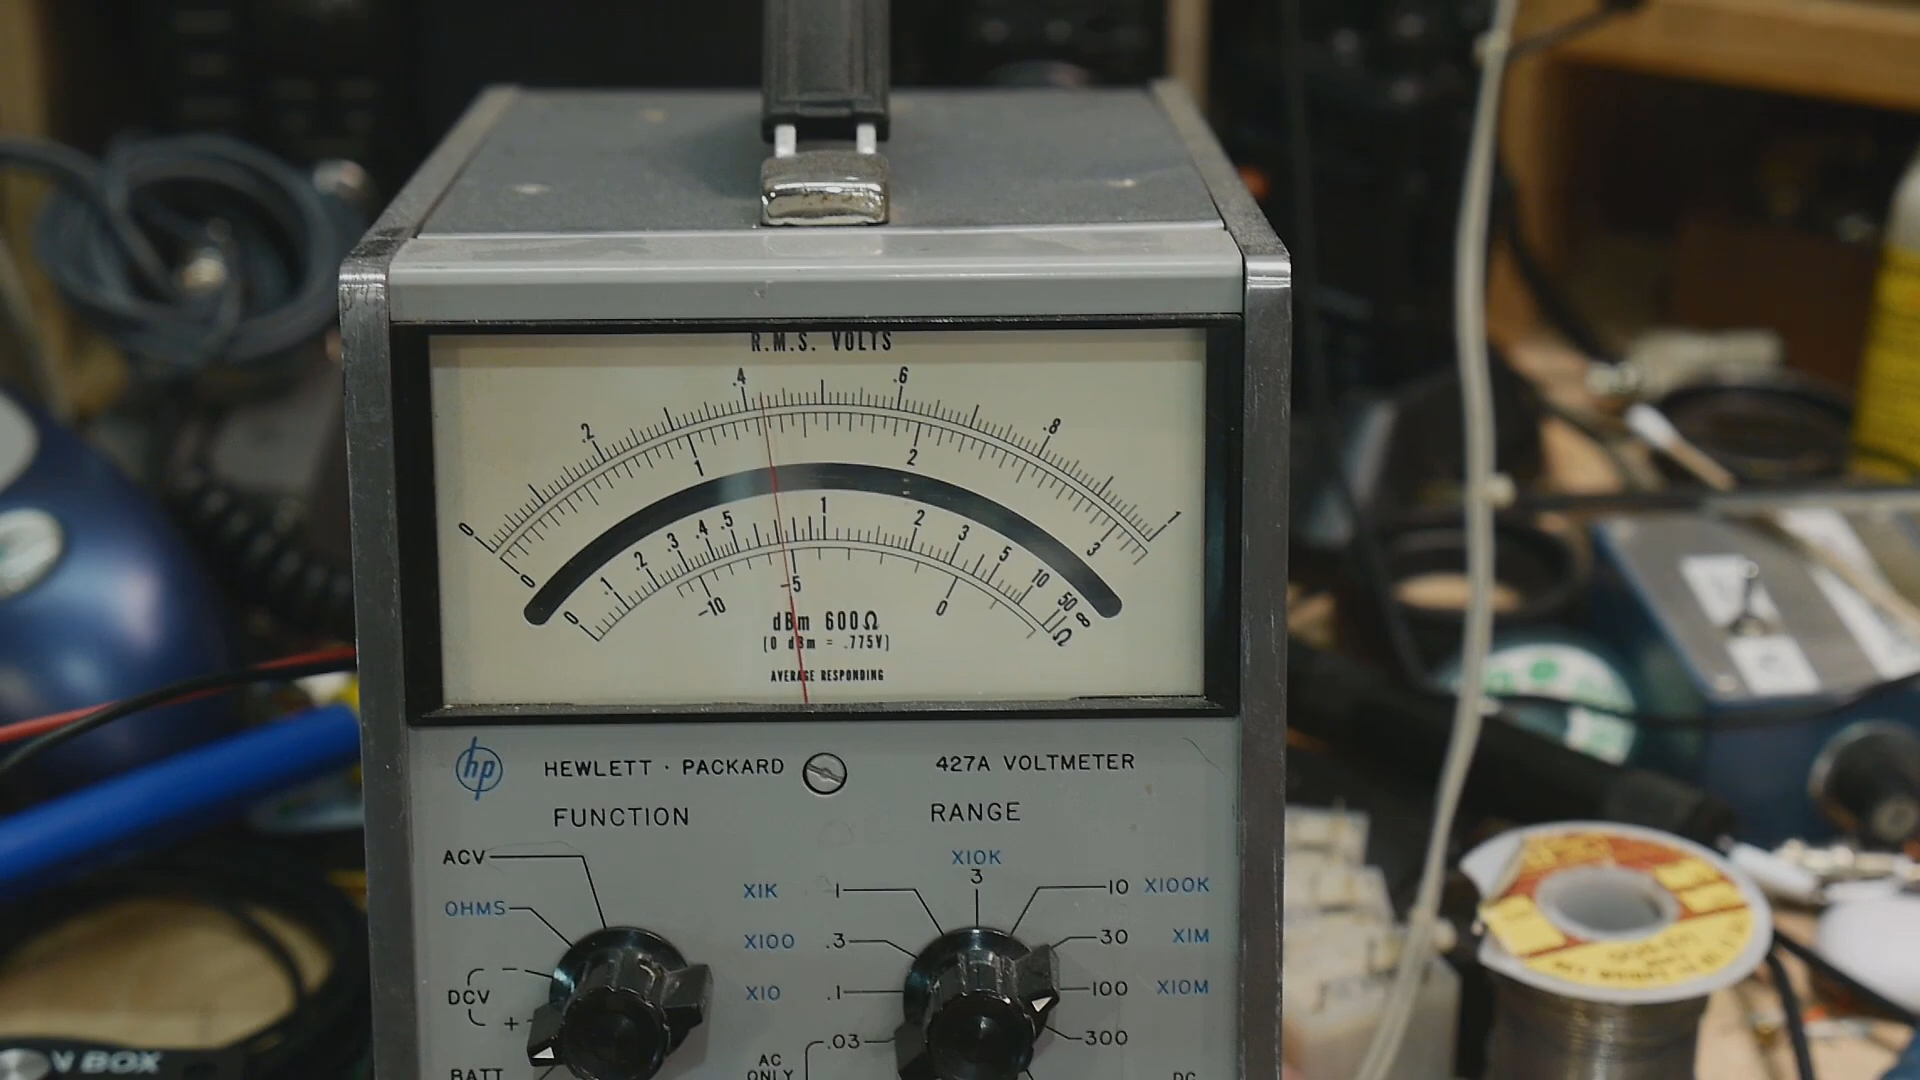 R.M.S. VOLTS
0 .2 .4 .6 .8 1
0 1 2 3
0 .1 .2 .3 .4 .5 1 2 3 5 10 50 ∞
Ω
-10 -5 0
dBm 600Ω
(0 dBm = .775V)
AVERAGE RESPONDING
hp HEWLETT · PACKARD 427A VOLTMETER
FUNCTION RANGE
ACV
OHMS
DCV
- +
BATT
X10K
3
X1K 1 10 X100K
X100 .3 30 X1M
X10 .1 100 X10M
.03 300
AC
ONLY
DC
V BOX